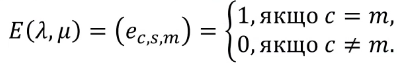 E(λ, μ) = (e_{c,s,m}) = {1, якщо c = m,
0, якщо c ≠ m.